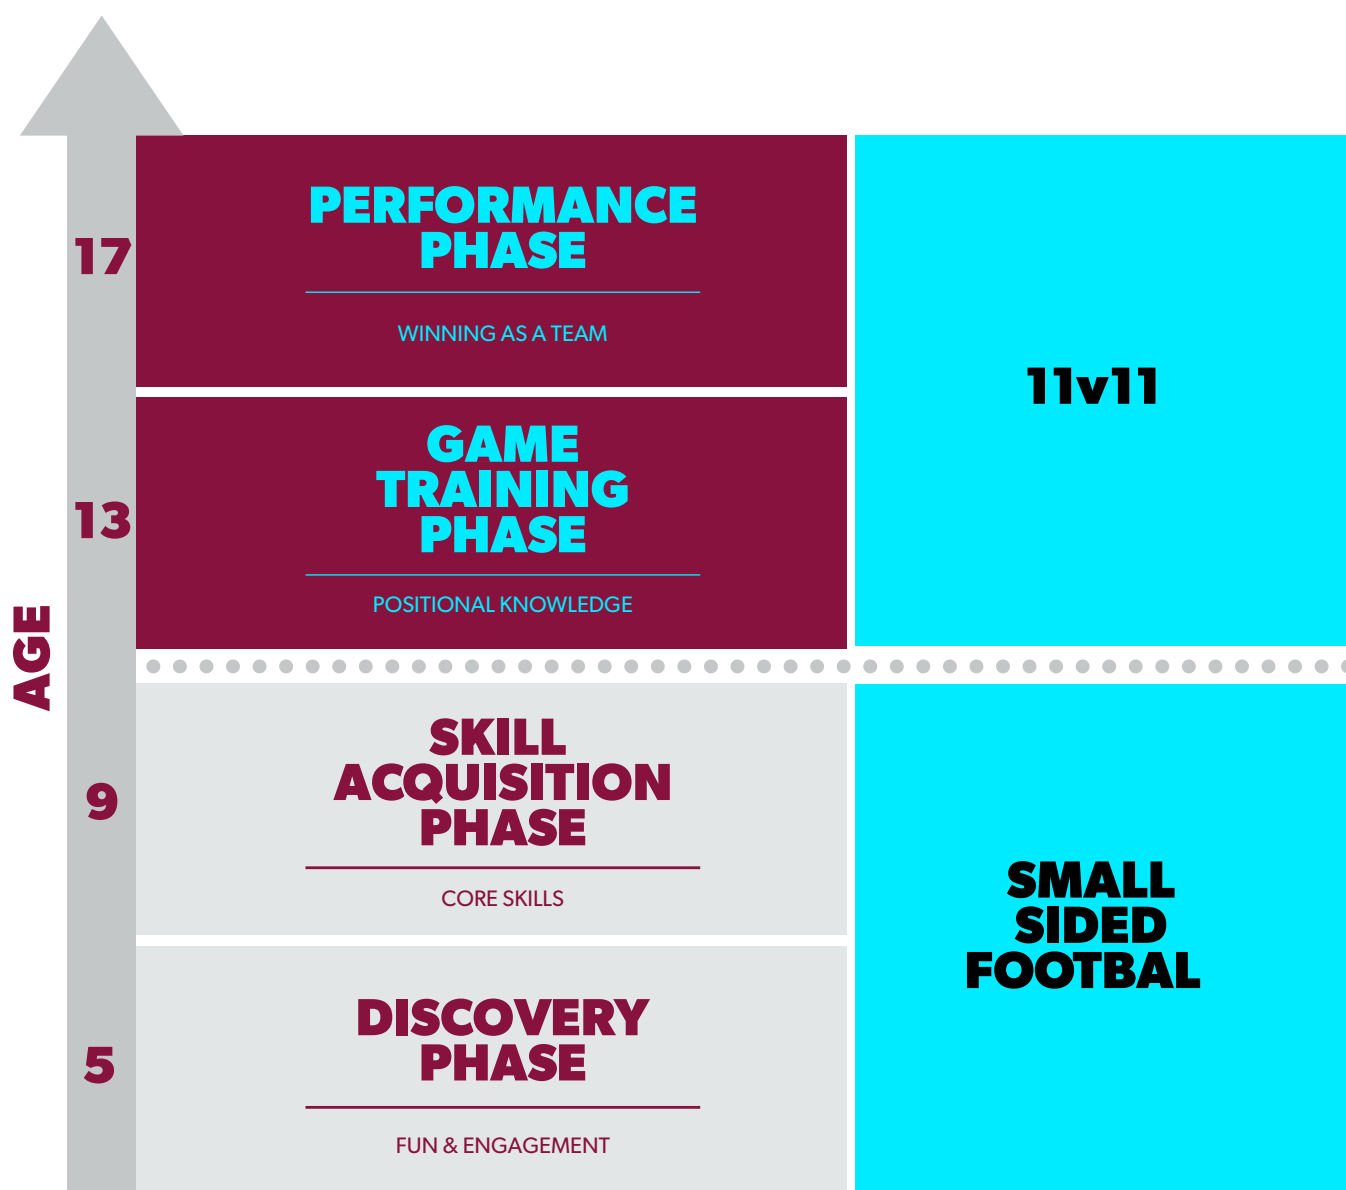 17
PERFORMANCE
PHASE
WINNING AS A TEAM
11v11
13
GAME
TRAINING
PHASE
POSITIONAL KNOWLEDGE
AGE
9
SKILL
ACQUISITION
PHASE
CORE SKILLS
SMALL
SIDED
FOOTBAL
5
DISCOVERY
PHASE
FUN & ENGAGEMENT